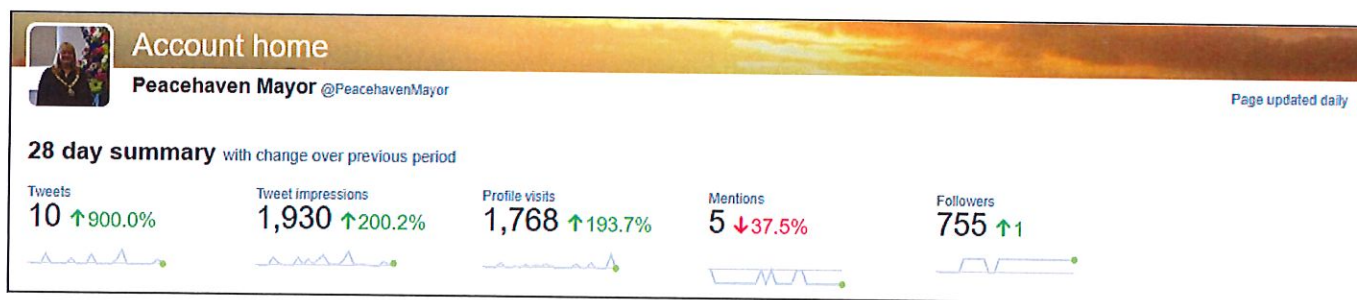 Account home
Peacehaven Mayor @PeacehavenMayor
Page updated daily
28 day summary with change over previous period
Tweets
10 ↑900.0%
Tweet impressions
1,930 ↑200.2%
Profile visits
1,768 ↑193.7%
Mentions
5 ↓37.5%
Followers
755 ↑1